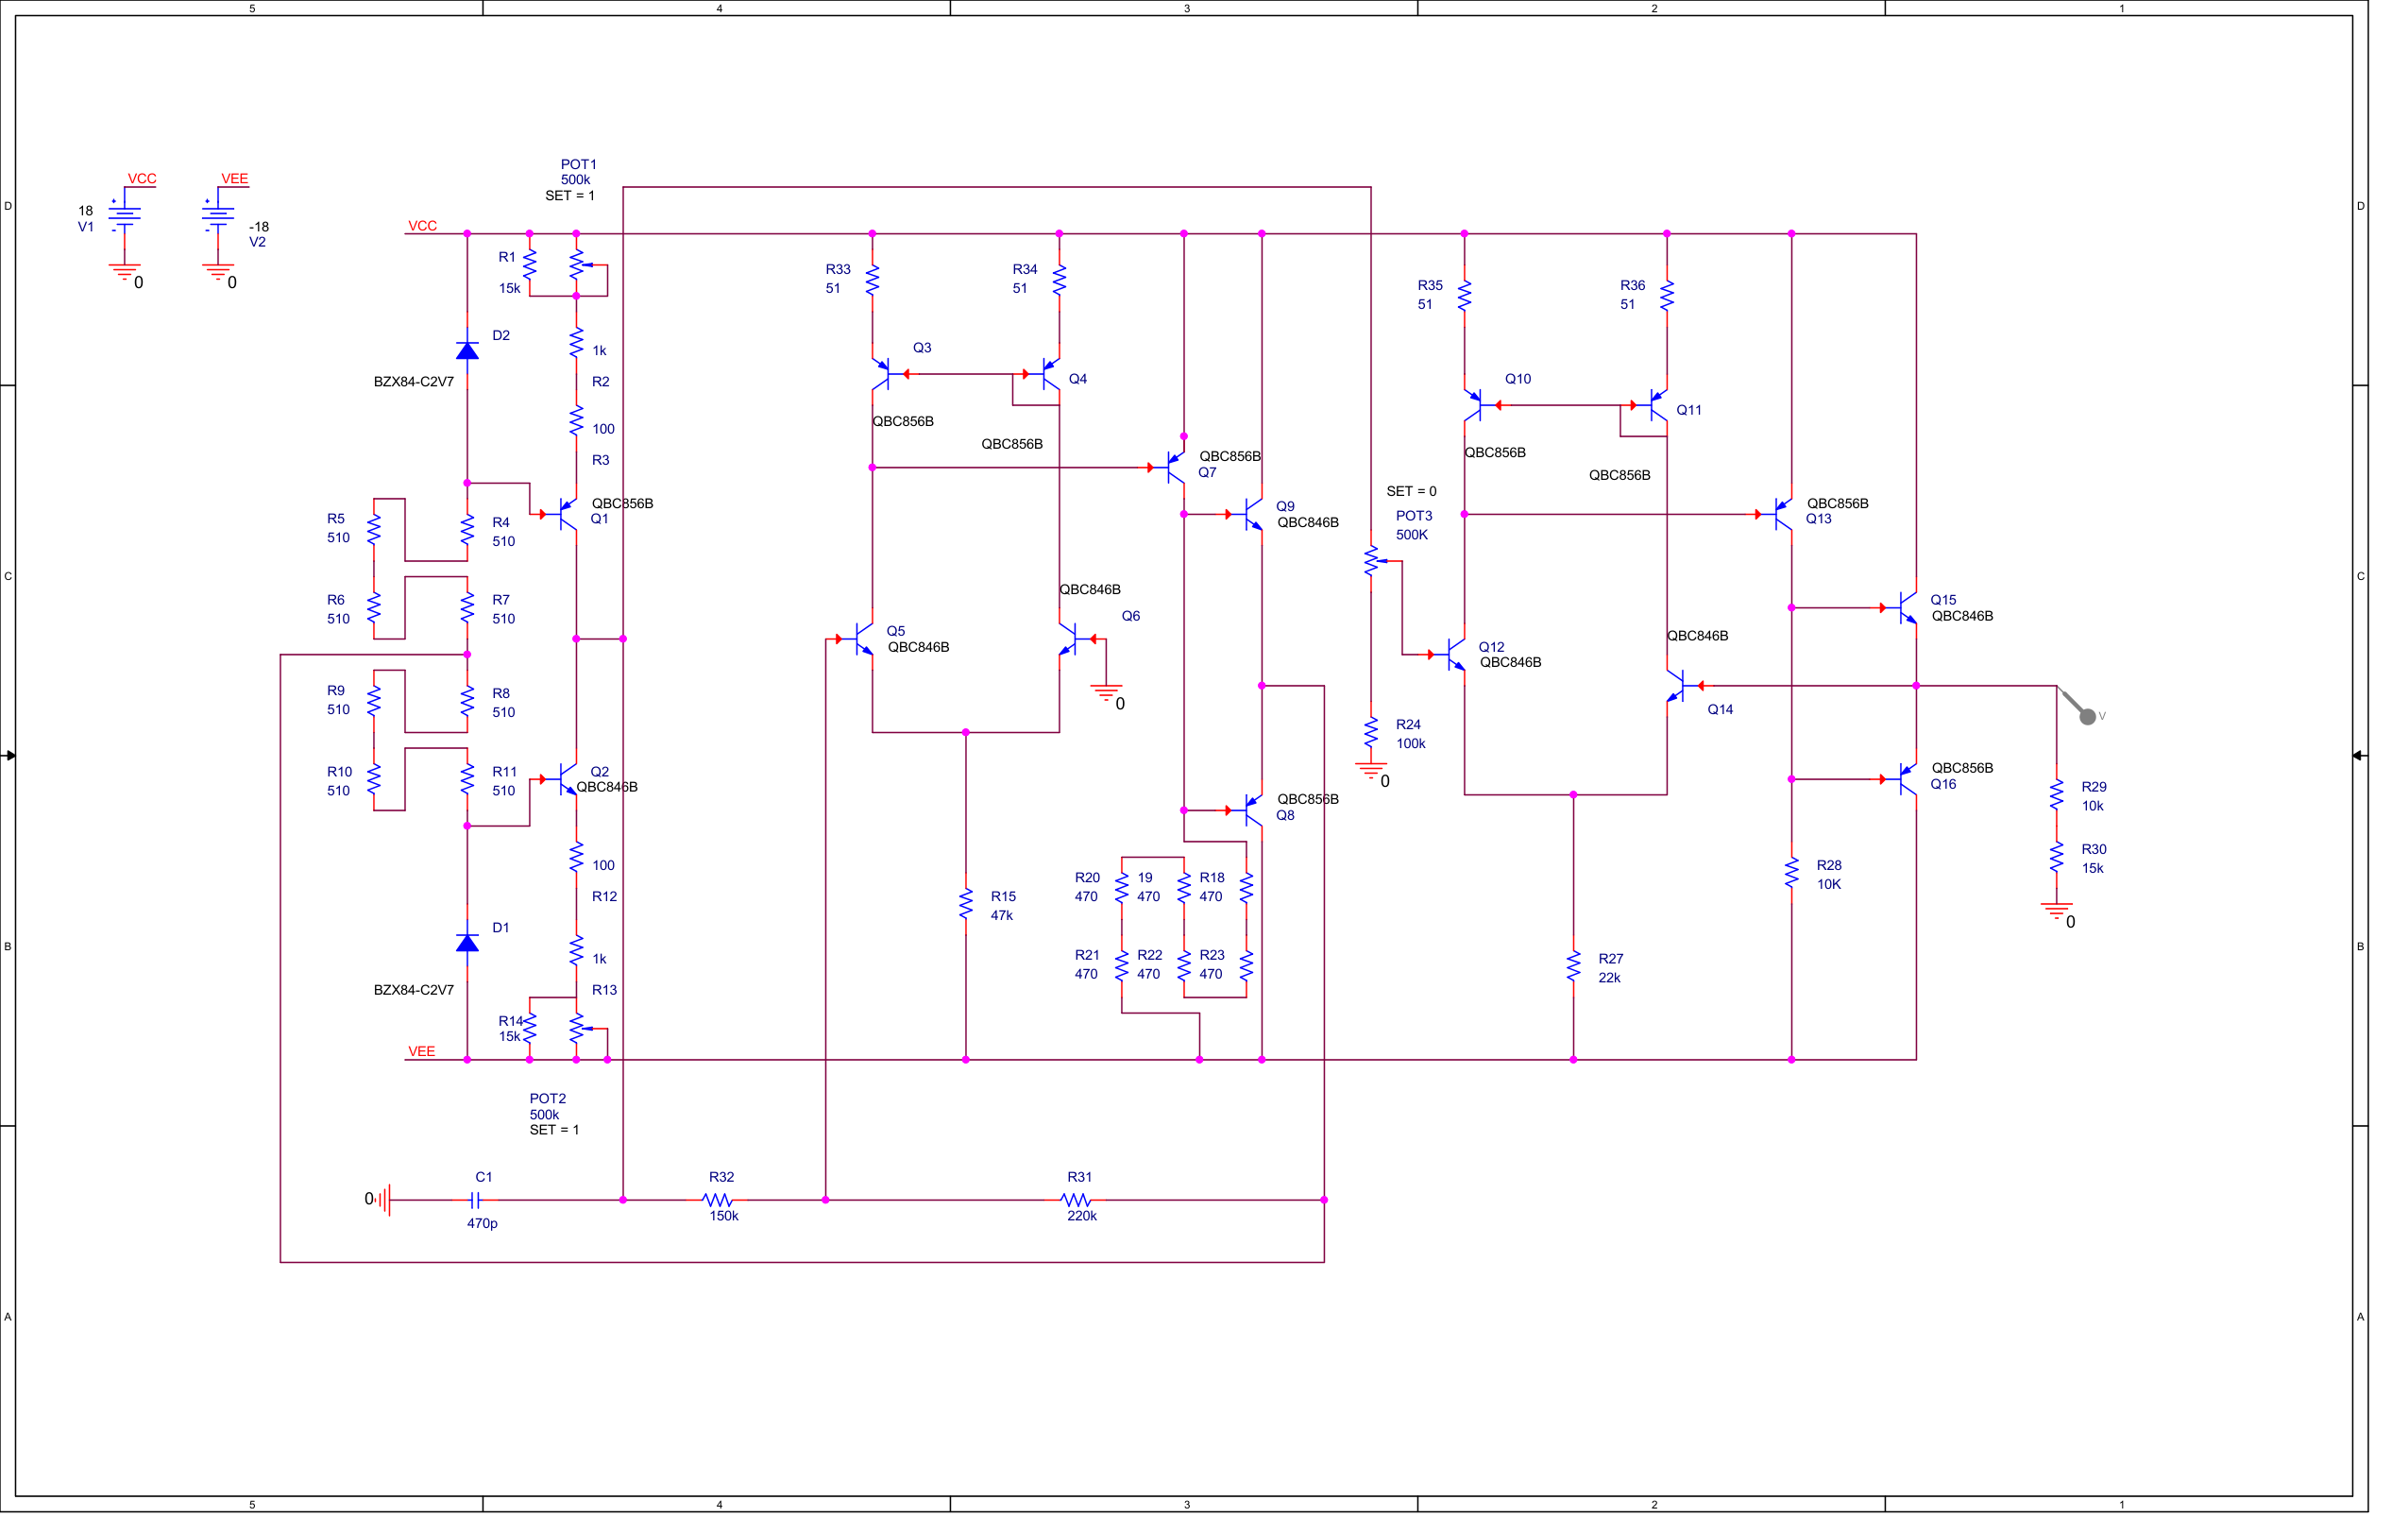 5 4 3 2 1
D
D
C
C
B
B
A
A
5 4 3 2 1
VCC
18
V1
0
VEE
-18
V2
0
POT1
500k
SET = 1
VCC
R1
15k
D2
BZX84-C2V7
1k
R2
100
R3
QBC856B
Q1
R5
510
R4
510
R6
510
R7
510
R9
510
R8
510
R10
510
R11
510
Q2
QBC846B
100
R12
D1
1k
BZX84-C2V7
R13
R14
15k
VEE
POT2
500k
SET = 1
0
C1
470p
R32
150k
R31
220k
R33
51
R34
51
Q3
Q4
QBC856B
QBC856B
QBC856B
Q7
Q9
QBC846B
QBC846B
Q6
Q5
QBC846B
0
QBC856B
Q8
R20
470
19
470
R18
470
R15
47k
R21
470
R22
470
R23
470
SET = 0
POT3
500K
R24
100k
0
R35
51
R36
51
Q10
Q11
QBC856B
QBC856B
QBC856B
Q13
Q12
QBC846B
QBC846B
Q14
Q15
QBC846B
V
QBC856B
Q16
R29
10k
R30
15k
0
R28
10K
R27
22k